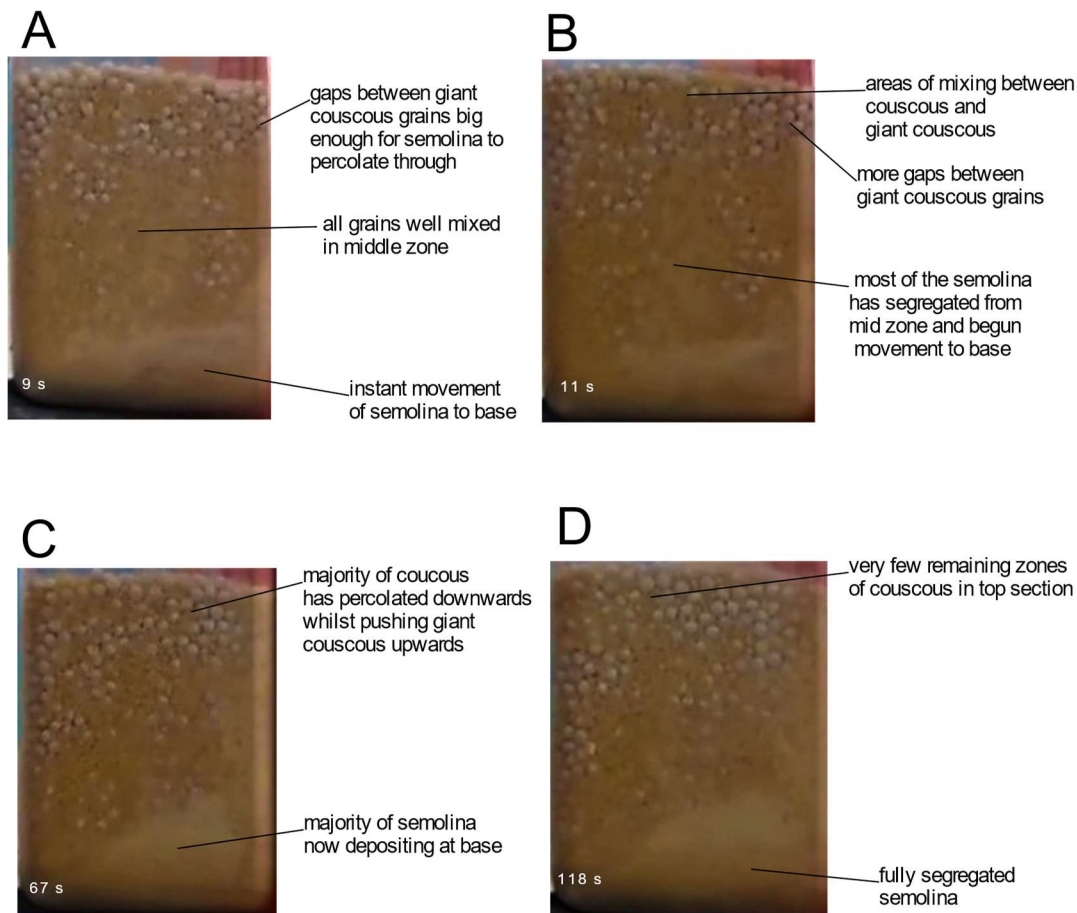 A
gaps between giant
couscous grains big
enough for semolina to
percolate through
all grains well mixed
in middle zone
9 s
instant movement
of semolina to base
B
areas of mixing between
couscous and
giant couscous
more gaps between
giant couscous grains
most of the semolina
has segregated from
mid zone and begun
movement to base
11 s
C
majority of coucous
has percolated downwards
whilst pushing giant
couscous upwards
majority of semolina
now depositing at base
67 s
D
very few remaining zones
of couscous in top section
118 s
fully segregated
semolina